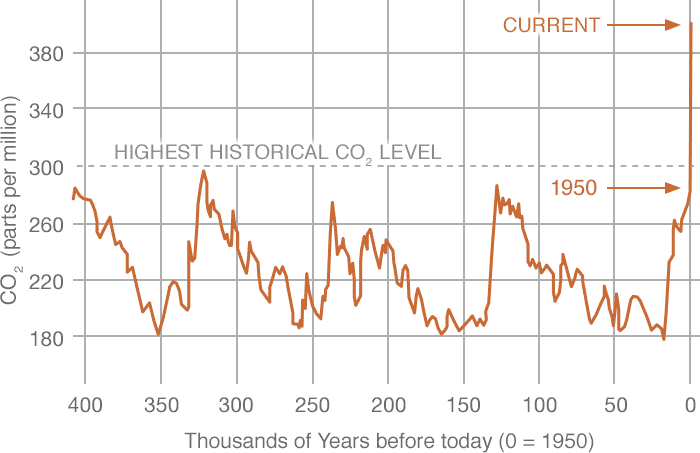 CURRENT
380
340
HIGHEST HISTORICAL CO₂ LEVEL
300
1950
260
220
180
CO₂ (parts per million)
400 350 300 250 200 150 100 50 0
Thousands of Years before today (0 = 1950)